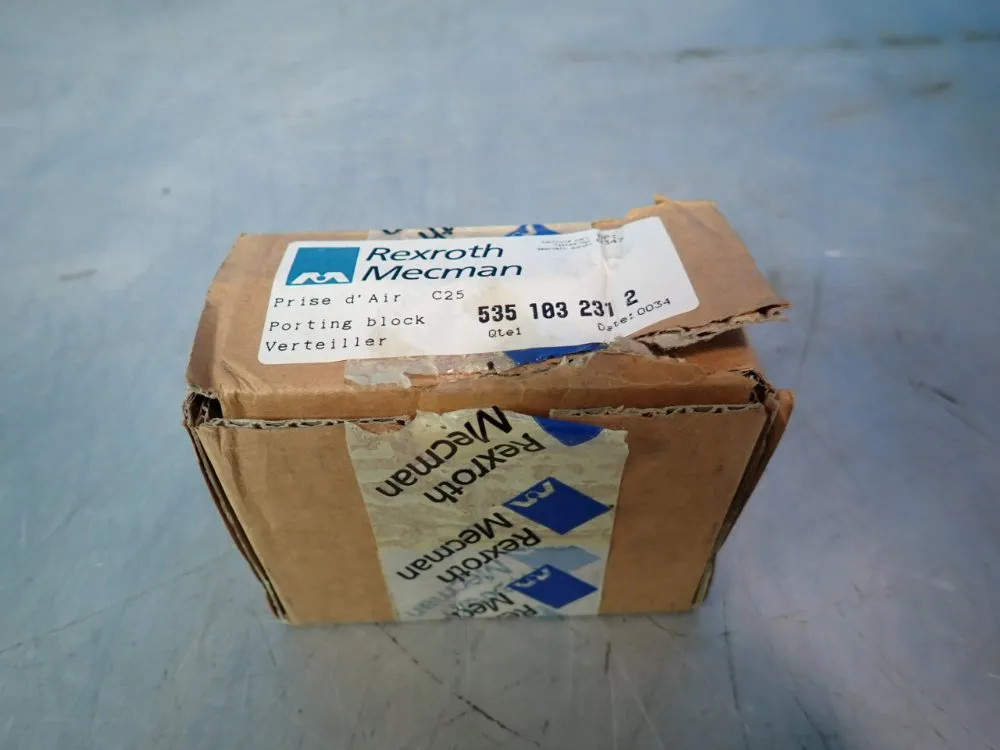 Rexroth
Mecman
Prise d'Air C25
Porting block
Verteiller
535 103 231 2
Qte1
Date:0034
Rexroth
Mecman
Rexroth
Mecman